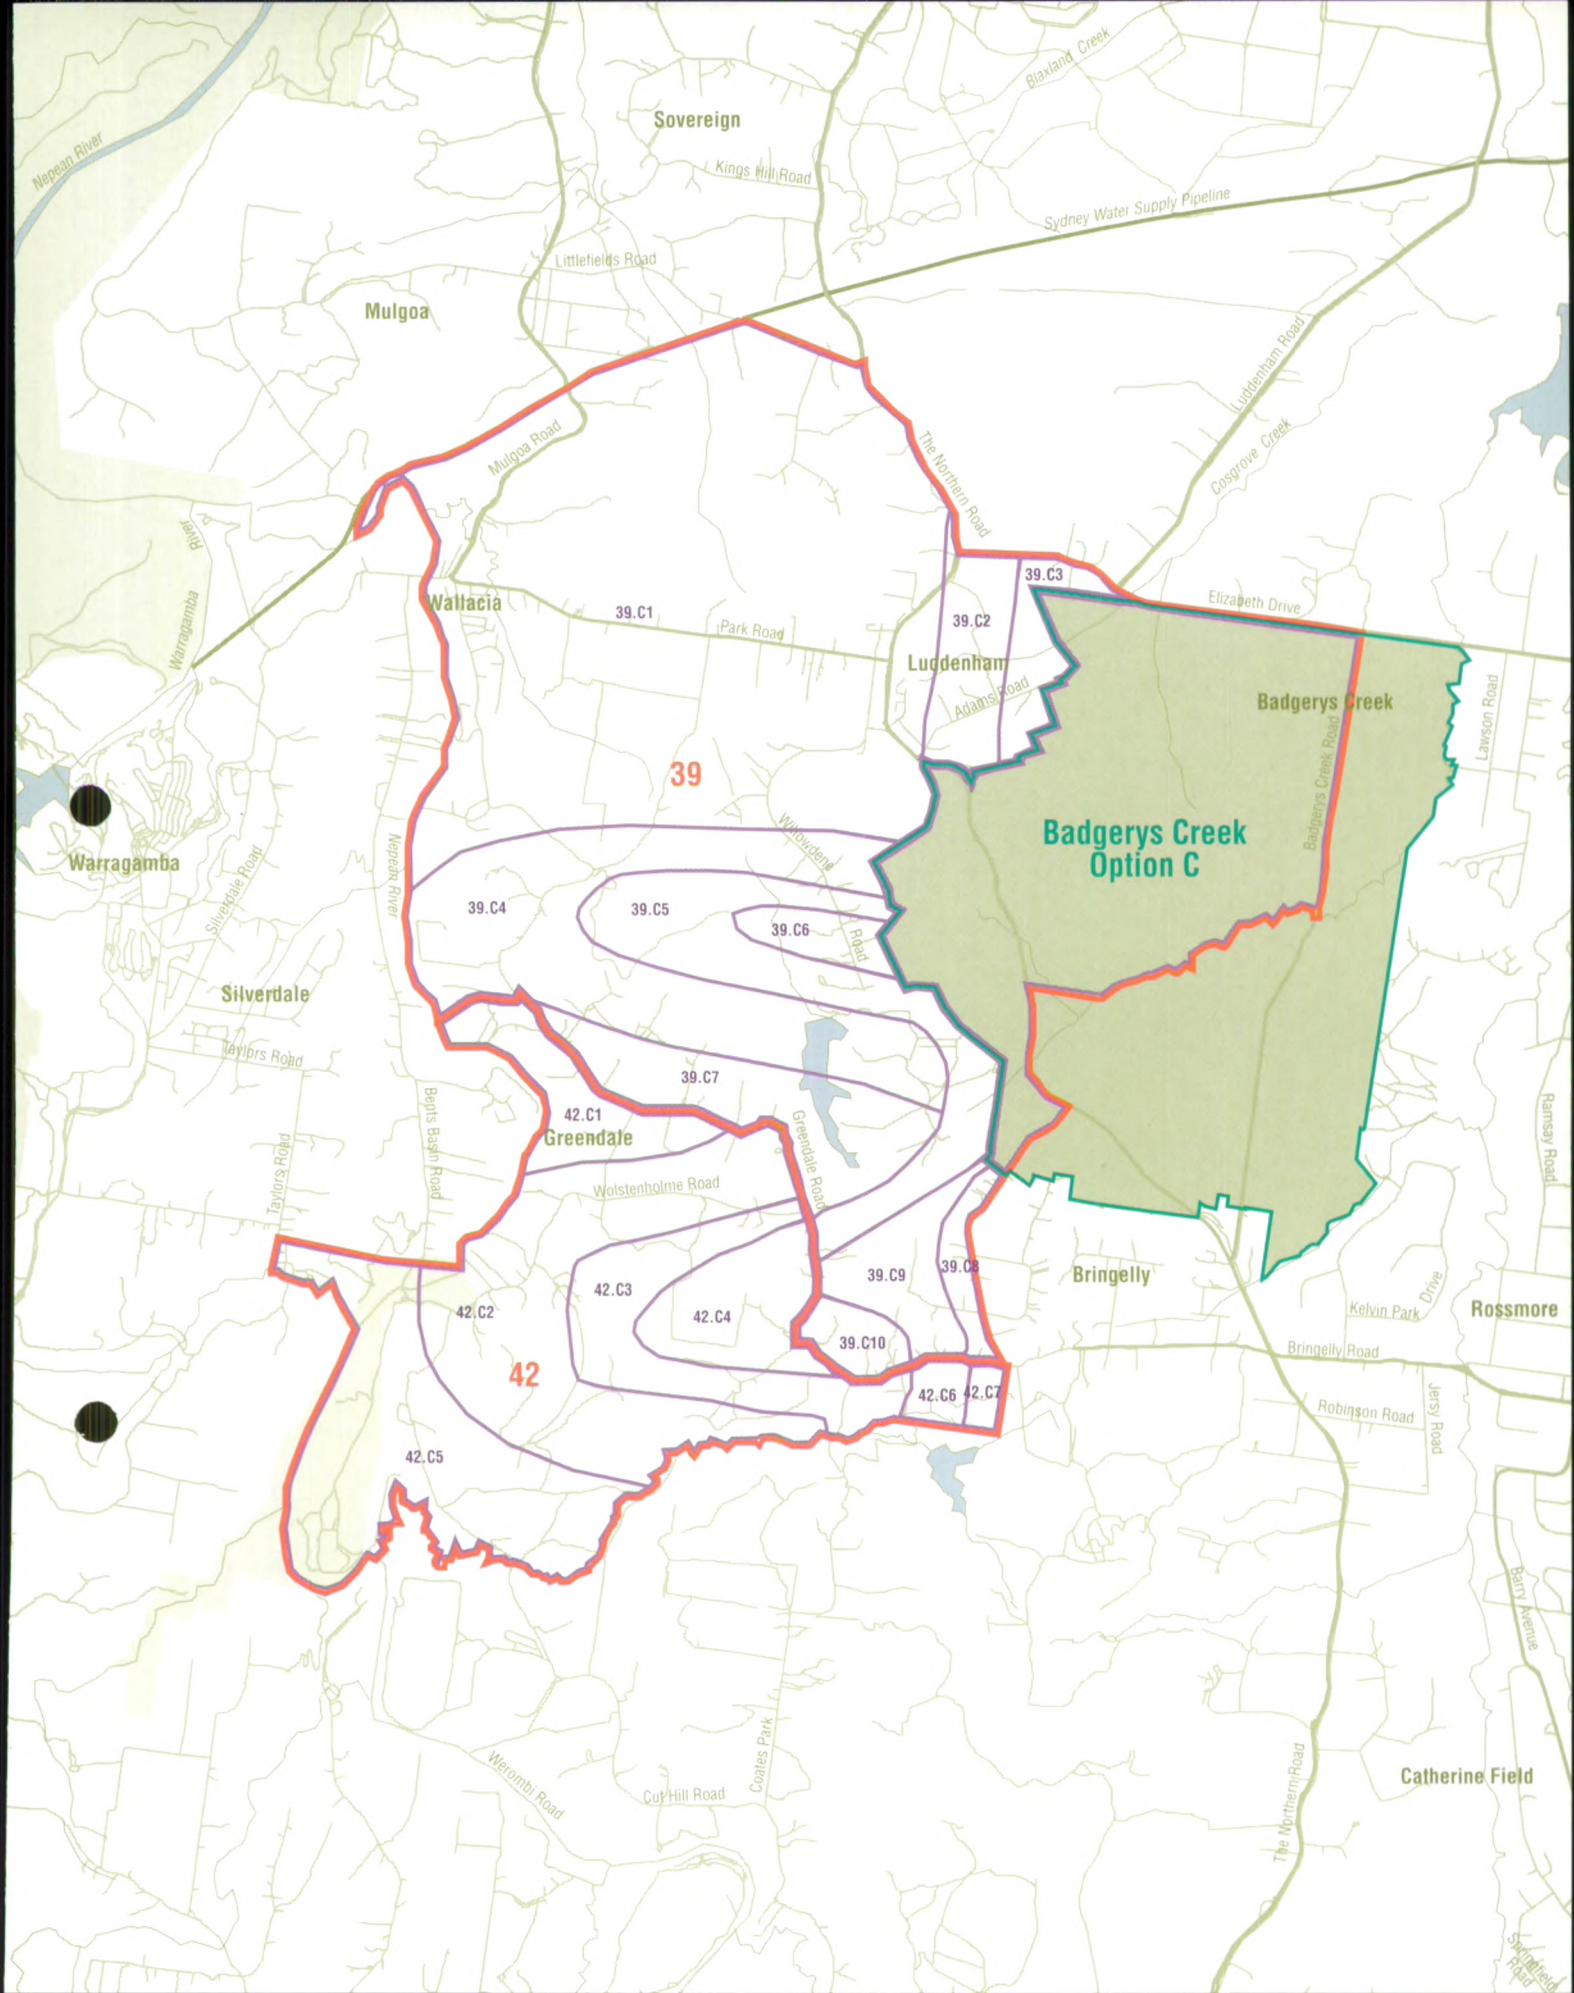 Blaxland Creek
Sovereign
Nepean River
Kings Hill Road
Sydney Water Supply Pipeline
Littlefields Road
Mulgoa
Luddenham Road
Mulgoa Road
The Northern Road
Cosgrove Creek
River
Warragamba
39.C3
Wallacia
39.C1
Elizabeth Drive
39.C2
Park Road
Luddenham
Adams Road
Badgerys Creek
Lawson Road
39
Badgerys Creek Road
Badgerys Creek
Option C
Willowdene
Road
Warragamba
Silverdale Road
Nepean River
39.C4
39.C5
39.C6
Silverdale
Taylors Road
39.C7
42.C1
Greendale
Bents Basin Road
Greendale Road
Ramsay Road
Taylors Road
Wolstenholme Road
39.C9
39.C8
Bringelly
42.C3
42.C2
42.C4
Kelvin Park
Drive
Rossmore
39.C10
Bringelly Road
42
42.C6
42.C7
Robinson Road
Jersy Road
42.C5
Barry Avenue
Werombi Road
Cut Hill Road
Coates Park
The Northern Road
Catherine Field
Springfield
Road